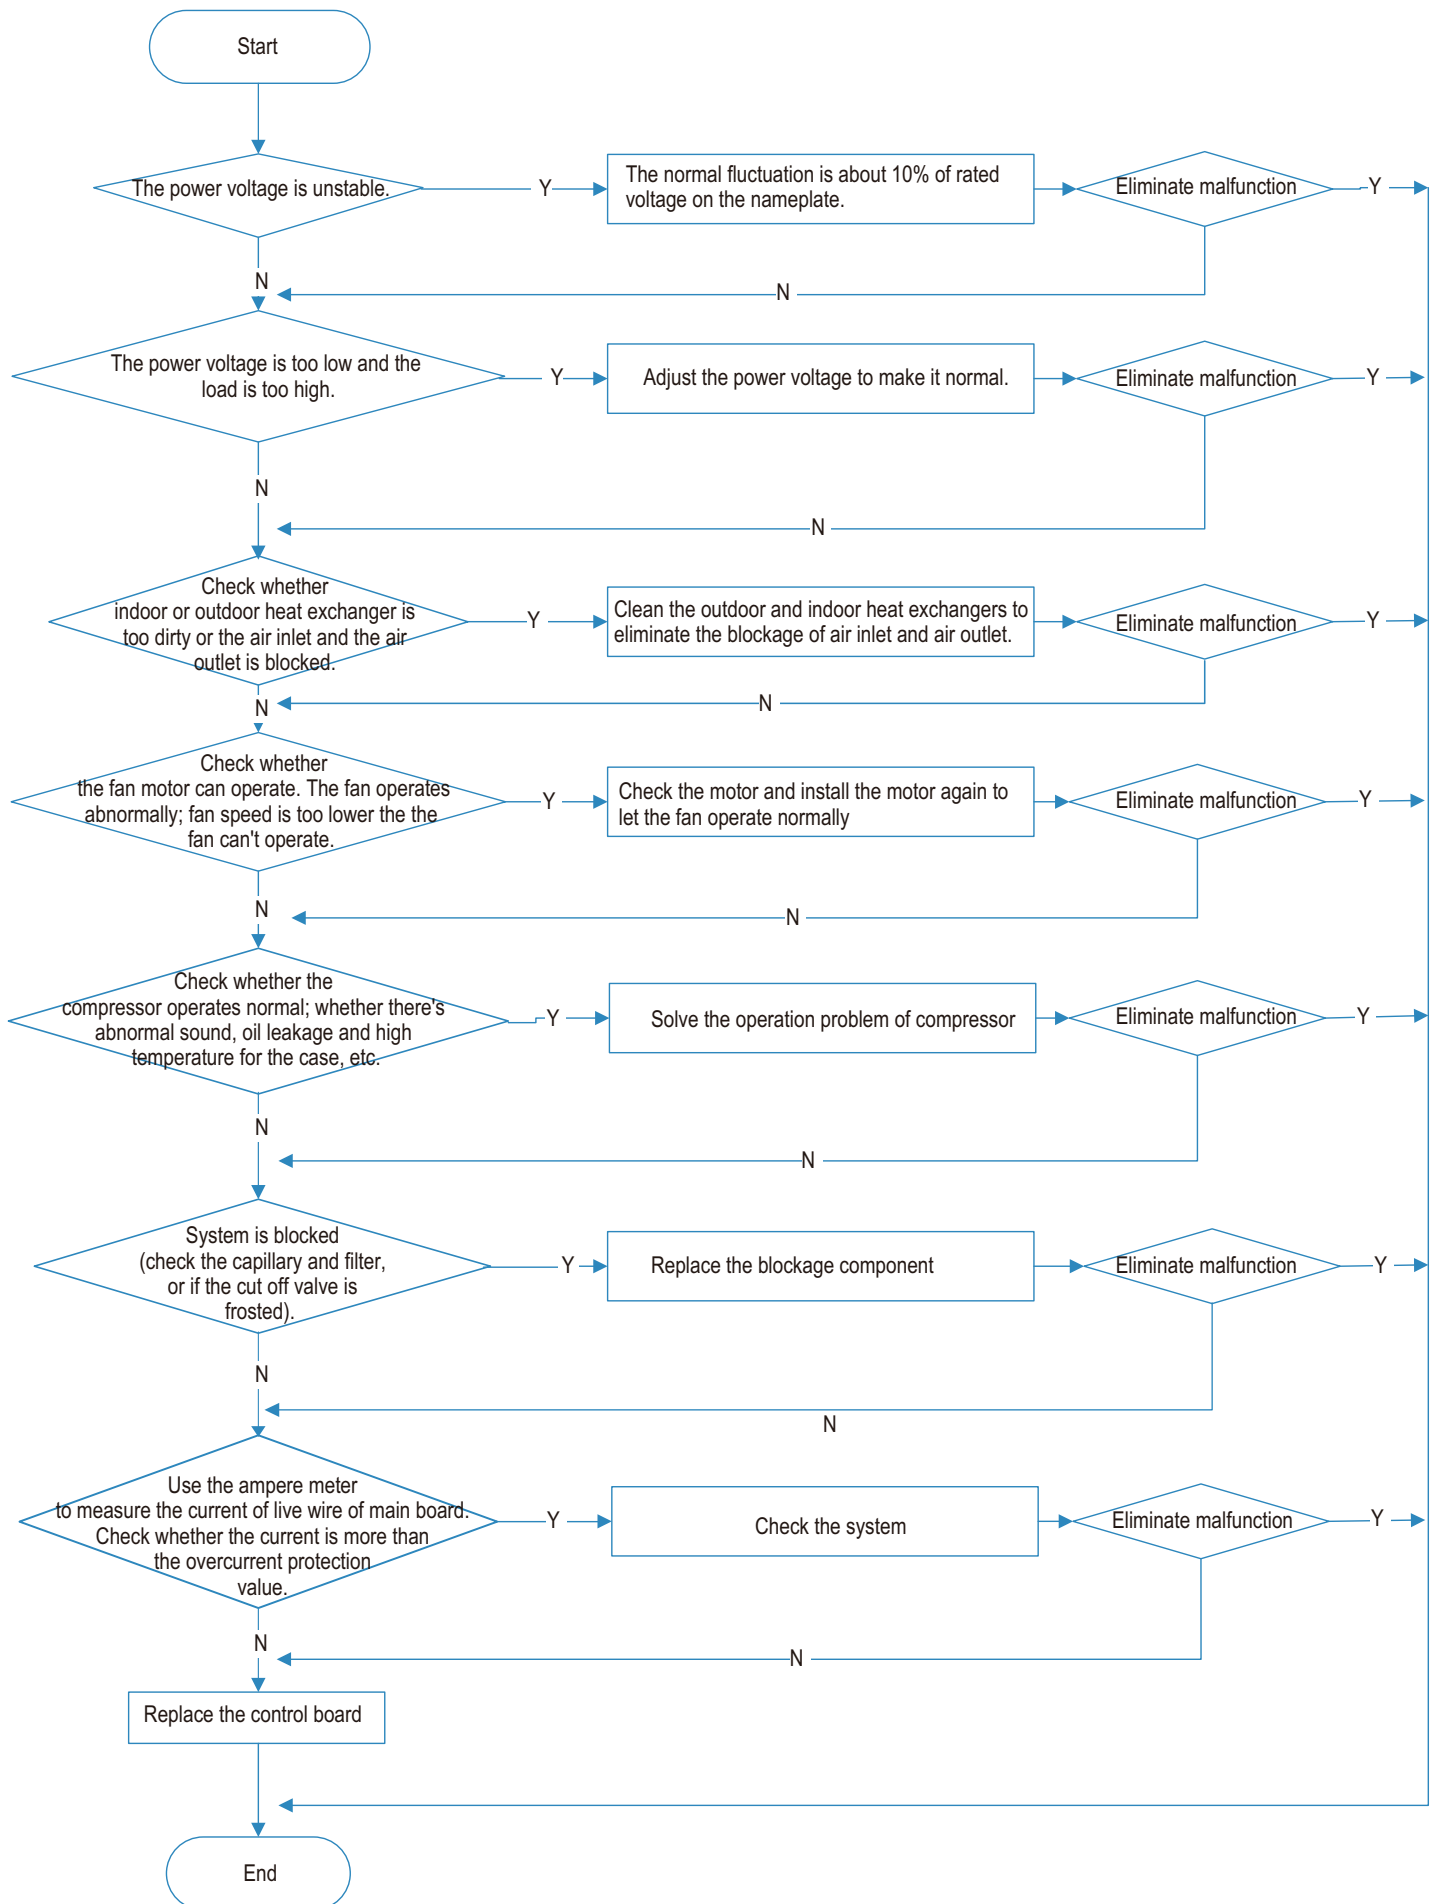 Start
The power voltage is unstable.
Y
The normal fluctuation is about 10% of rated
voltage on the nameplate.
Eliminate malfunction
Y
N
N
The power voltage is too low and the
load is too high.
Y
Adjust the power voltage to make it normal.
Eliminate malfunction
Y
N
N
Check whether
indoor or outdoor heat exchanger is
too dirty or the air inlet and the air
outlet is blocked.
Y
Clean the outdoor and indoor heat exchangers to
eliminate the blockage of air inlet and air outlet.
Eliminate malfunction
Y
N
N
Check whether
the fan motor can operate. The fan operates
abnormally; fan speed is too lower the the
fan can't operate.
Y
Check the motor and install the motor again to
let the fan operate normally
Eliminate malfunction
Y
N
N
Check whether the
compressor operates normal; whether there's
abnormal sound, oil leakage and high
temperature for the case, etc.
Y
Solve the operation problem of compressor
Eliminate malfunction
Y
N
N
System is blocked
(check the capillary and filter,
or if the cut off valve is
frosted).
Y
Replace the blockage component
Eliminate malfunction
Y
N
N
Use the ampere meter
to measure the current of live wire of main board.
Check whether the current is more than
the overcurrent protection
value.
Y
Check the system
Eliminate malfunction
Y
N
N
Replace the control board
End